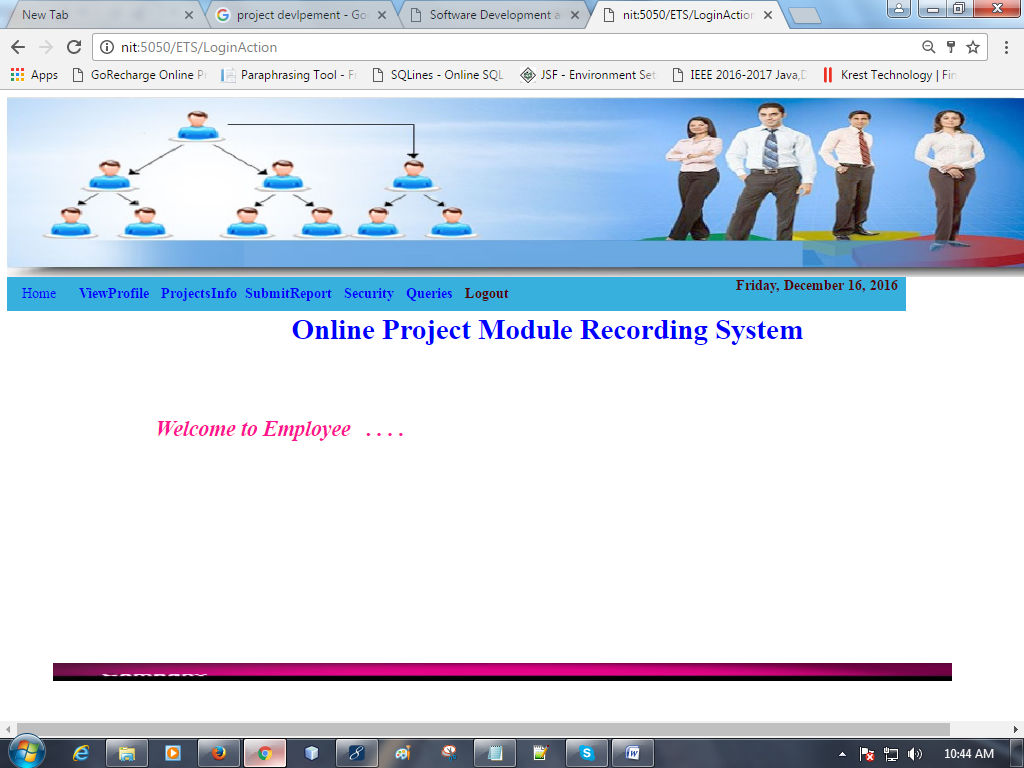 New Tab
project devlpement - Go
Software Development a
nit:5050/ETS/LoginAction
nit:5050/ETS/LoginAction
Apps
GoRecharge Online P
Paraphrasing Tool - F
SQLines - Online SQL
JSF - Environment Set
IEEE 2016-2017 Java,D
Krest Technology | Fin
Home ViewProfile ProjectsInfo SubmitReport Security Queries Logout
Friday, December 16, 2016
Online Project Module Recording System
Welcome to Employee . . . .
10:44 AM